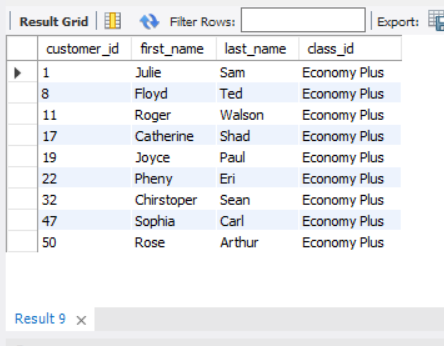 Result Grid Filter Rows: Export:
customer_id first_name last_name class_id
1 Julie Sam Economy Plus
8 Floyd Ted Economy Plus
11 Roger Walson Economy Plus
17 Catherine Shad Economy Plus
19 Joyce Paul Economy Plus
22 Pheny Eri Economy Plus
32 Chirstoper Sean Economy Plus
47 Sophia Carl Economy Plus
50 Rose Arthur Economy Plus
Result 9